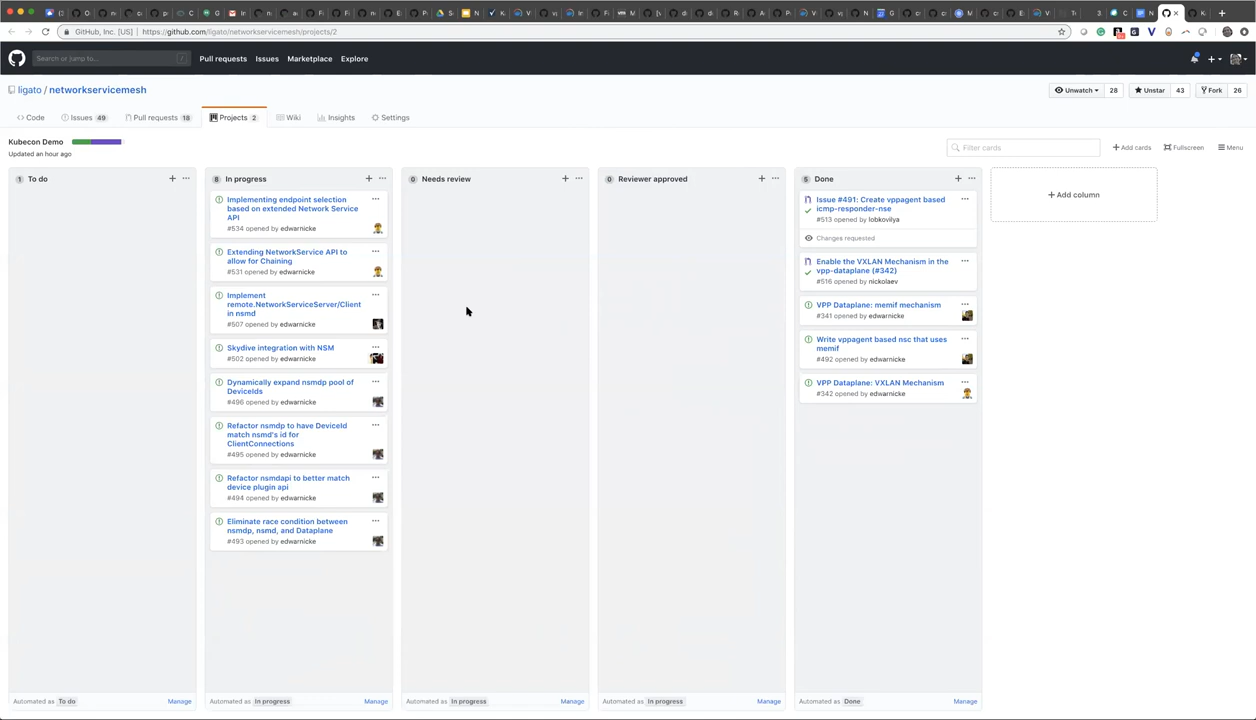 GitHub, Inc. [US] https://github.com/ligato/networkservicemesh/projects/2
Search or jump to... /
Pull requests Issues Marketplace Explore
ligato / networkservicemesh
Unwatch 28 Unstar 43 Fork 26
Code Issues 49 Pull requests 18 Projects 2 Wiki Insights Settings
Kubecon Demo
Updated an hour ago
Filter cards
Add cards Fullscreen Menu
1 To do
Automated as To do Manage
8 In progress
Implementing endpoint selection
based on extended Network Service
API
#534 opened by edwarnicke
Extending NetworkService API to
allow for Chaining
#531 opened by edwarnicke
Implement
remote.NetworkServiceServer/Client
in nsmd
#507 opened by edwarnicke
Skydive integration with NSM
#502 opened by edwarnicke
Dynamically expand nsmdp pool of
DeviceIds
#496 opened by edwarnicke
Refactor nsmdp to have DeviceId
match nsmd's id for
ClientConnections
#495 opened by edwarnicke
Refactor nsmdapi to better match
device plugin api
#494 opened by edwarnicke
Eliminate race condition between
nsmdp, nsmd, and Dataplane
#493 opened by edwarnicke
Automated as In progress Manage
0 Needs review
Automated as In progress Manage
0 Reviewer approved
Automated as In progress Manage
5 Done
Issue #491: Create vppagent based
icmp-responder-nse
#513 opened by lobkovilya
Changes requested
Enable the VXLAN Mechanism in the
vpp-dataplane (#342)
#516 opened by nickolaev
VPP Dataplane: memif mechanism
#341 opened by edwarnicke
Write vppagent based nsc that uses
memif
#492 opened by edwarnicke
VPP Dataplane: VXLAN Mechanism
#342 opened by edwarnicke
Automated as Done Manage
Add column